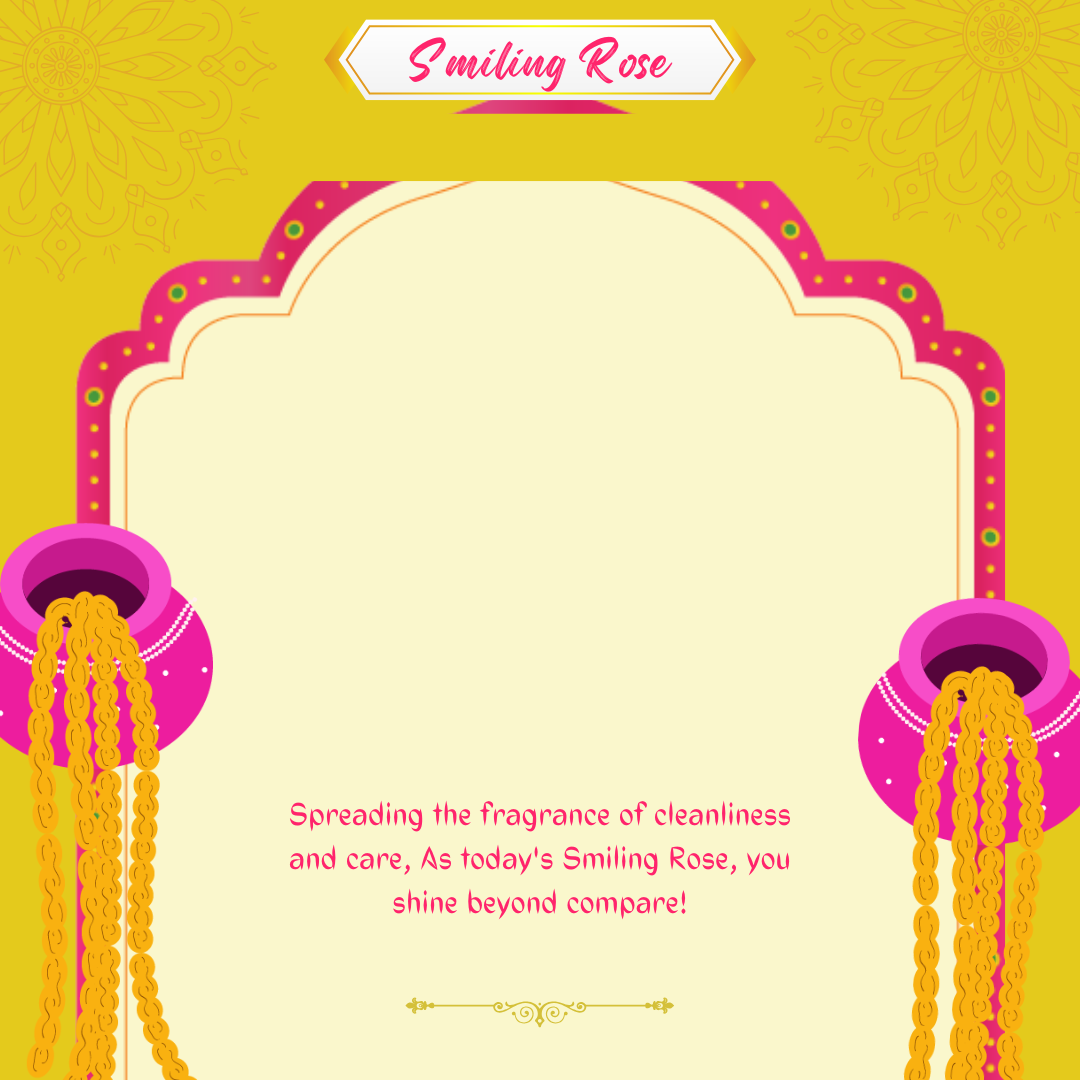 Smiling Rose
Spreading the fragrance of cleanliness
and care, As today's Smiling Rose, you
shine beyond compare!